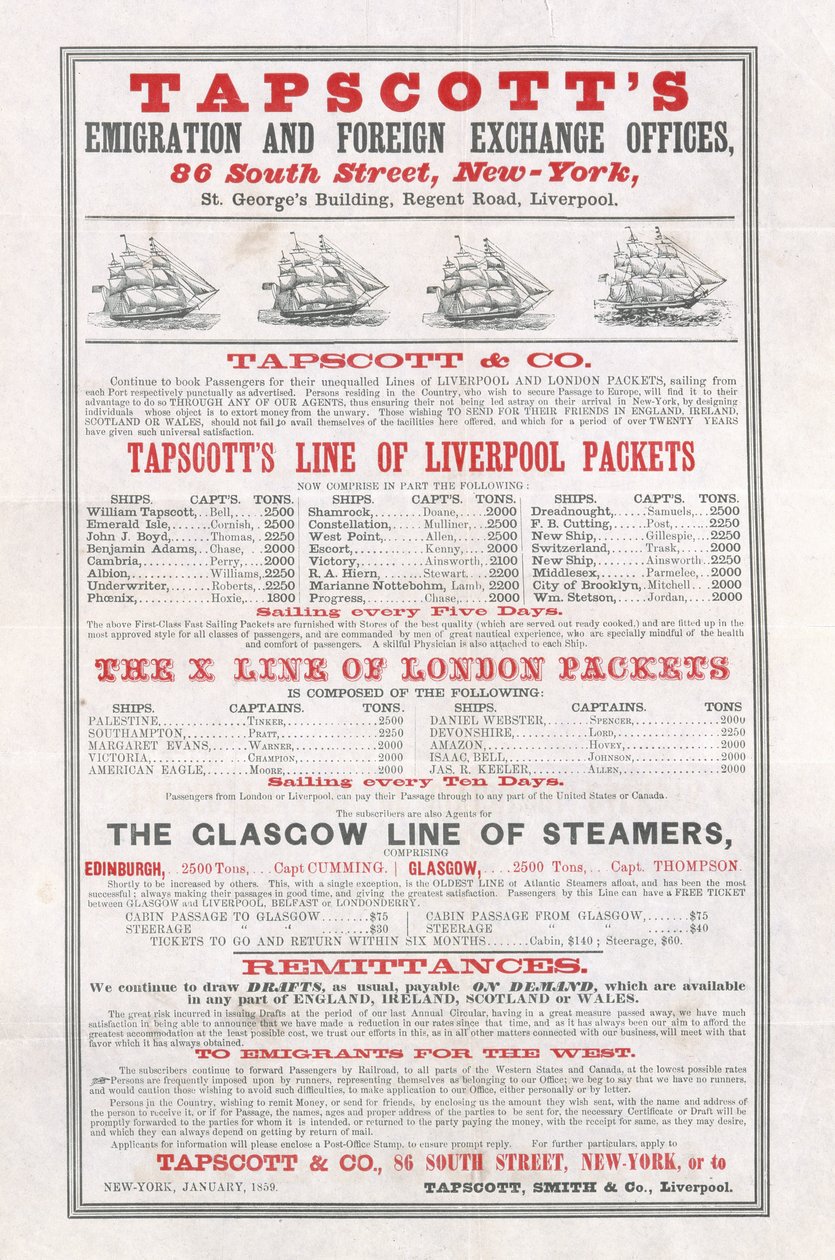 TAPSCOTT'S
EMIGRATION AND FOREIGN EXCHANGE OFFICES,
86 South Street, New-York,
St. George's Building, Regent Road, Liverpool.
TAPSCOTT & CO.
Continue to book Passengers for their unequalled Lines of LIVERPOOL AND LONDON PACKETS, sailing from
each Port respectively punctually as advertised. Persons residing in the Country, who wish to secure Passage to Europe, will find it to their
advantage to do so THROUGH ANY OF OUR AGENTS, thus ensuring their not being led astray on their arrival in New-York, by designing
individuals whose object is to extort money from the unwary. Those wishing TO SEND FOR THEIR FRIENDS IN ENGLAND, IRELAND,
SCOTLAND OR WALES, should not fail to avail themselves of the facilities here offered, and which for a period of over TWENTY YEARS
have given such universal satisfaction.
TAPSCOTT'S LINE OF LIVERPOOL PACKETS
NOW COMPRISE IN PART THE FOLLOWING:
SHIPS. CAPT'S. TONS.
William Tapscott,..Bell,....2500
Emerald Isle,......Cornish,.2500
John J. Boyd,......Thomas,.2250
Benjamin Adams,..Chase,..2000
Cambria,..........Perry,...2000
Albion,............Williams,.2250
Underwriter,......Roberts,..2250
Phœnix,..........Hoxie,...1800
SHIPS. CAPT'S. TONS.
Shamrock,........Doane,....2000
Constellation,.....Mulliner,..2500
West Point,.......Allen,....2500
Escort,............Kenny,...2000
Victory,...........Ainsworth,.2100
R. A. Hiern,......Stewart...2200
Marianne Nottebohm, Lamb, 2200
Progress,..........Chase,....2000
SHIPS. CAPT'S. TONS.
Dreadnought,.....Samuels,...2500
F. B. Cutting,.....Post,......2250
New Ship,........Gillespie,...2250
Switzerland,......Trask,....2000
New Ship,........Ainsworth..2250
Middlesex,........Parmelee,..2000
City of Brooklyn,.Mitchell...2000
Wm. Stetson,.....Jordan,....2000
Sailing every Five Days.
The above First-Class Fast Sailing Packets are furnished with Stores of the best quality (which are served out ready cooked,) and are fitted up in the
most approved style for all classes of passengers, and are commanded by men of great nautical experience, who are specially mindful of the health
and comfort of passengers. A skilful Physician is also attached to each Ship.
THE X LINE OF LONDON PACKETS
IS COMPOSED OF THE FOLLOWING:
SHIPS. CAPTAINS. TONS.
PALESTINE,.............TINKER,..............2500
SOUTHAMPTON,..........PRATT,...............2250
MARGARET EVANS,......WARNER,.............2000
VICTORIA,..............CHAMPION,............2000
AMERICAN EAGLE,......MOORE,..............2000
SHIPS. CAPTAINS. TONS
DANIEL WEBSTER,......SPENCER,.............2000
DEVONSHIRE,...........LORD,................2250
AMAZON,...............HOVEY,...............2000
ISAAC, BELL,...........JOHNSON,.............2000
JAS. R. KEELER,........ALLEN,...............2000
Sailing every Ten Days.
Passengers from London or Liverpool, can pay their Passage through to any part of the United States or Canada.
The subscribers are also Agents for
THE GLASGOW LINE OF STEAMERS,
COMPRISING
EDINBURGH,..2500 Tons,...Capt CUMMING. | GLASGOW,....2500 Tons,..Capt. THOMPSON.
Shortly to be increased by others. This, with a single exception, is the OLDEST LINE of Atlantic Steamers afloat, and has been the most
successful; always making their passages in good time, and giving the greatest satisfaction. Passengers by this Line can have a FREE TICKET
between GLASGOW and LIVERPOOL, BELFAST or LONDONDERRY.
CABIN PASSAGE TO GLASGOW........$75
STEERAGE " " ........$30
CABIN PASSAGE FROM GLASGOW,.......$75
STEERAGE " " ......$40
TICKETS TO GO AND RETURN WITHIN SIX MONTHS.......Cabin, $140; Steerage, $60.
REMITTANCES.
We continue to draw DRAFTS, as usual, payable ON DEMAND, which are available
in any part of ENGLAND, IRELAND, SCOTLAND or WALES.
The great risk incurred in issuing Drafts at the period of our last Annual Circular, having in a great measure passed away, we have much
satisfaction in being able to announce that we have made a reduction in our rates since that time, and as it has always been our aim to afford the
greatest accommodation at the least possible cost, we trust our efforts in this, as in all other matters connected with our business, will meet with that
favor which it has always obtained.
TO EMIGRANTS FOR THE WEST.
The subscribers continue to forward Passengers by Railroad, to all parts of the Western States and Canada, at the lowest possible rates
☞Persons are frequently imposed upon by runners, representing themselves as belonging to our Office; we beg to say that we have no runners,
and would caution those wishing to avoid such difficulties, to make application to our Office, either personally or by letter.
Persons in the Country, wishing to remit Money, or send for friends, by enclosing us the amount they wish sent, with the name and address of
the person to receive it, or if for Passage, the names, ages and proper address of the parties to be sent for, the necessary Certificate or Draft will be
promptly forwarded to the parties for whom it is intended, or returned to the party paying the money, with the receipt for same, as they may desire,
and which they can always depend on getting by return of mail.
Applicants for information will please enclose a Post-Office Stamp, to ensure prompt reply. For further particulars, apply to
TAPSCOTT & CO., 86 SOUTH STREET, NEW-YORK, or to
NEW-YORK, JANUARY, 1859. TAPSCOTT, SMITH & Co., Liverpool.